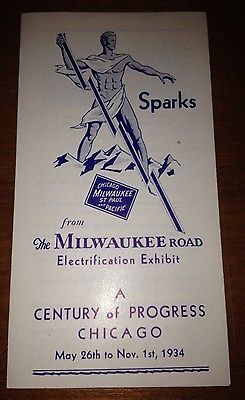 Sparks
CHICAGO
MILWAUKEE
ST. PAUL
AND PACIFIC
from
The MILWAUKEE ROAD
Electrification Exhibit
A
CENTURY of PROGRESS
CHICAGO
May 26th to Nov. 1st, 1934